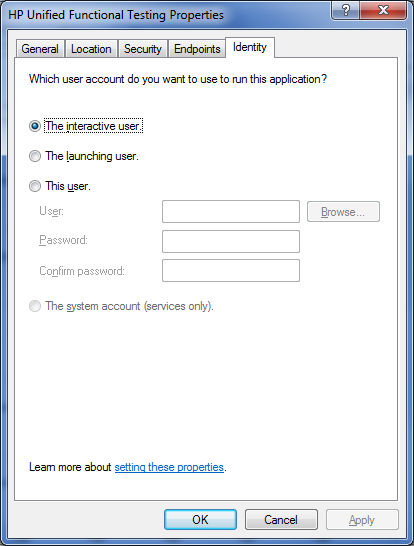 HP Unified Functional Testing Properties
General Location Security Endpoints Identity
Which user account do you want to use to run this application?
The interactive user.
The launching user.
This user.
User: Browse...
Password:
Confirm password:
The system account (services only).
Learn more about setting these properties.
OK Cancel Apply